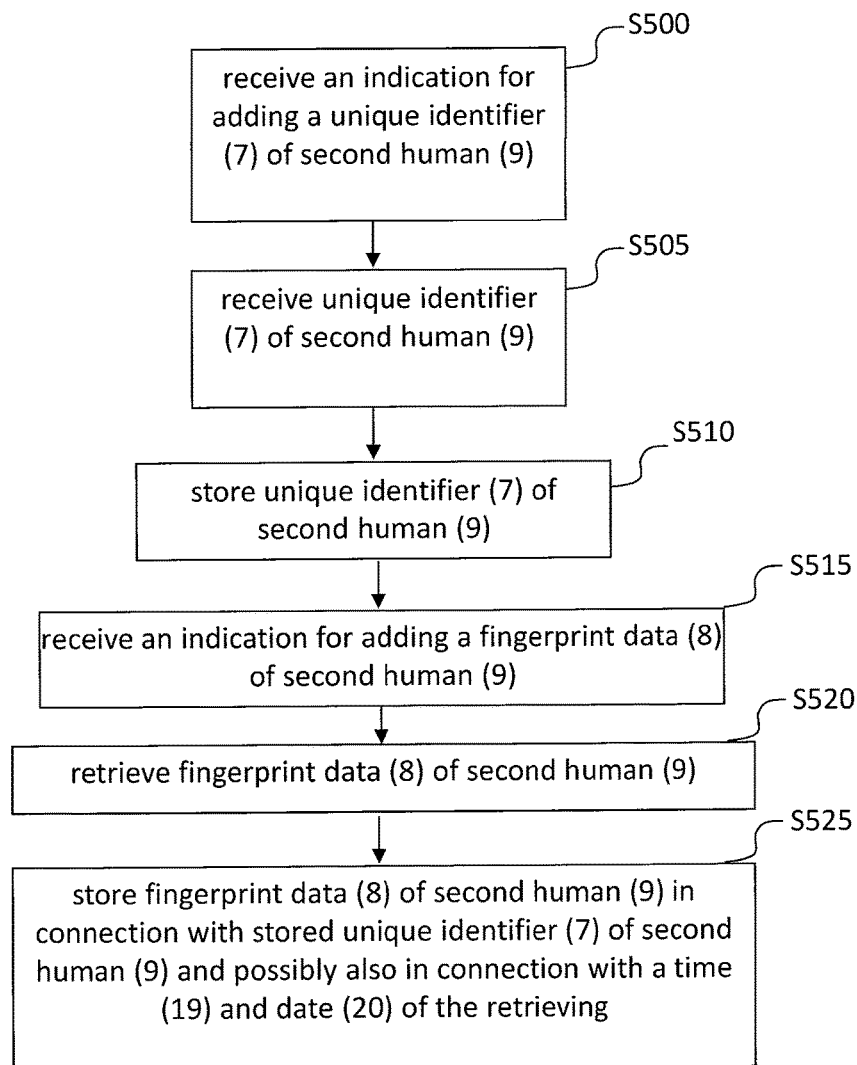 S500
receive an indication for
adding a unique identifier
(7) of second human (9)
S505
receive unique identifier
(7) of second human (9)
S510
store unique identifier (7) of
second human (9)
S515
receive an indication for adding a fingerprint data (8)
of second human (9)
S520
retrieve fingerprint data (8) of second human (9)
S525
store fingerprint data (8) of second human (9) in
connection with stored unique identifier (7) of second
human (9) and possibly also in connection with a time
(19) and date (20) of the retrieving